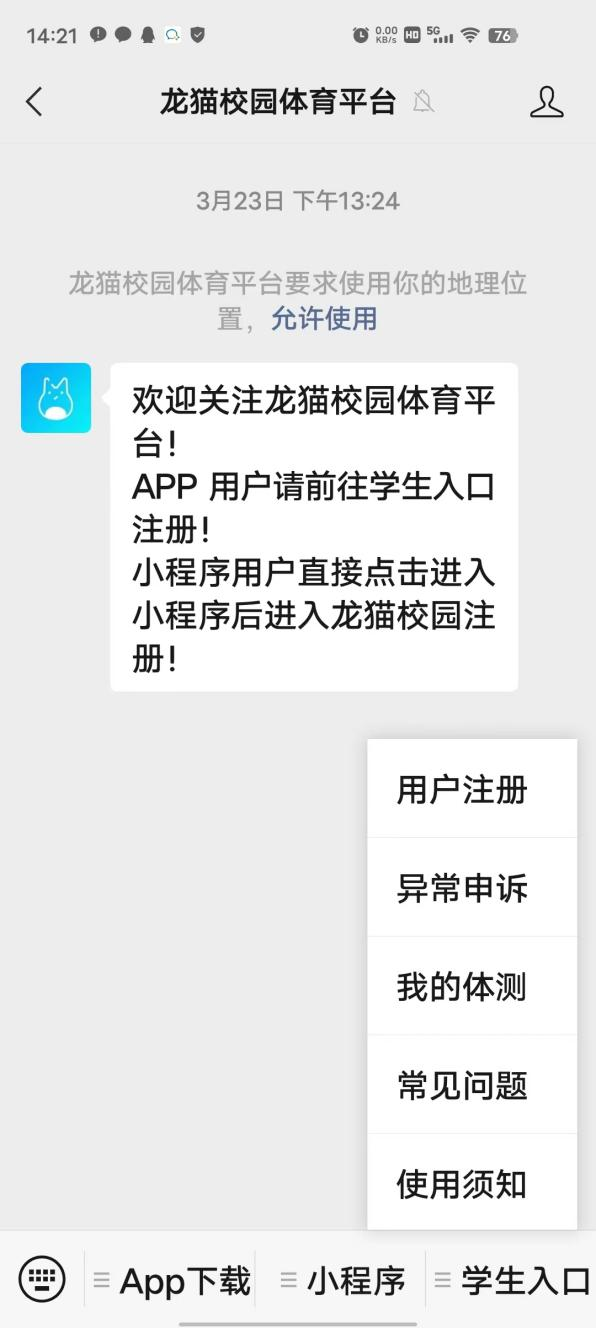 14:21
0.00
KB/s
HD
5G
76
龙猫校园体育平台
3月23日 下午13:24
龙猫校园体育平台要求使用你的地理位
置，允许使用
欢迎关注龙猫校园体育平
台！
APP 用户请前往学生入口
注册！
小程序用户直接点击进入
小程序后进入龙猫校园注
册！
用户注册
异常申诉
我的体测
常见问题
使用须知
App下载
小程序
学生入口